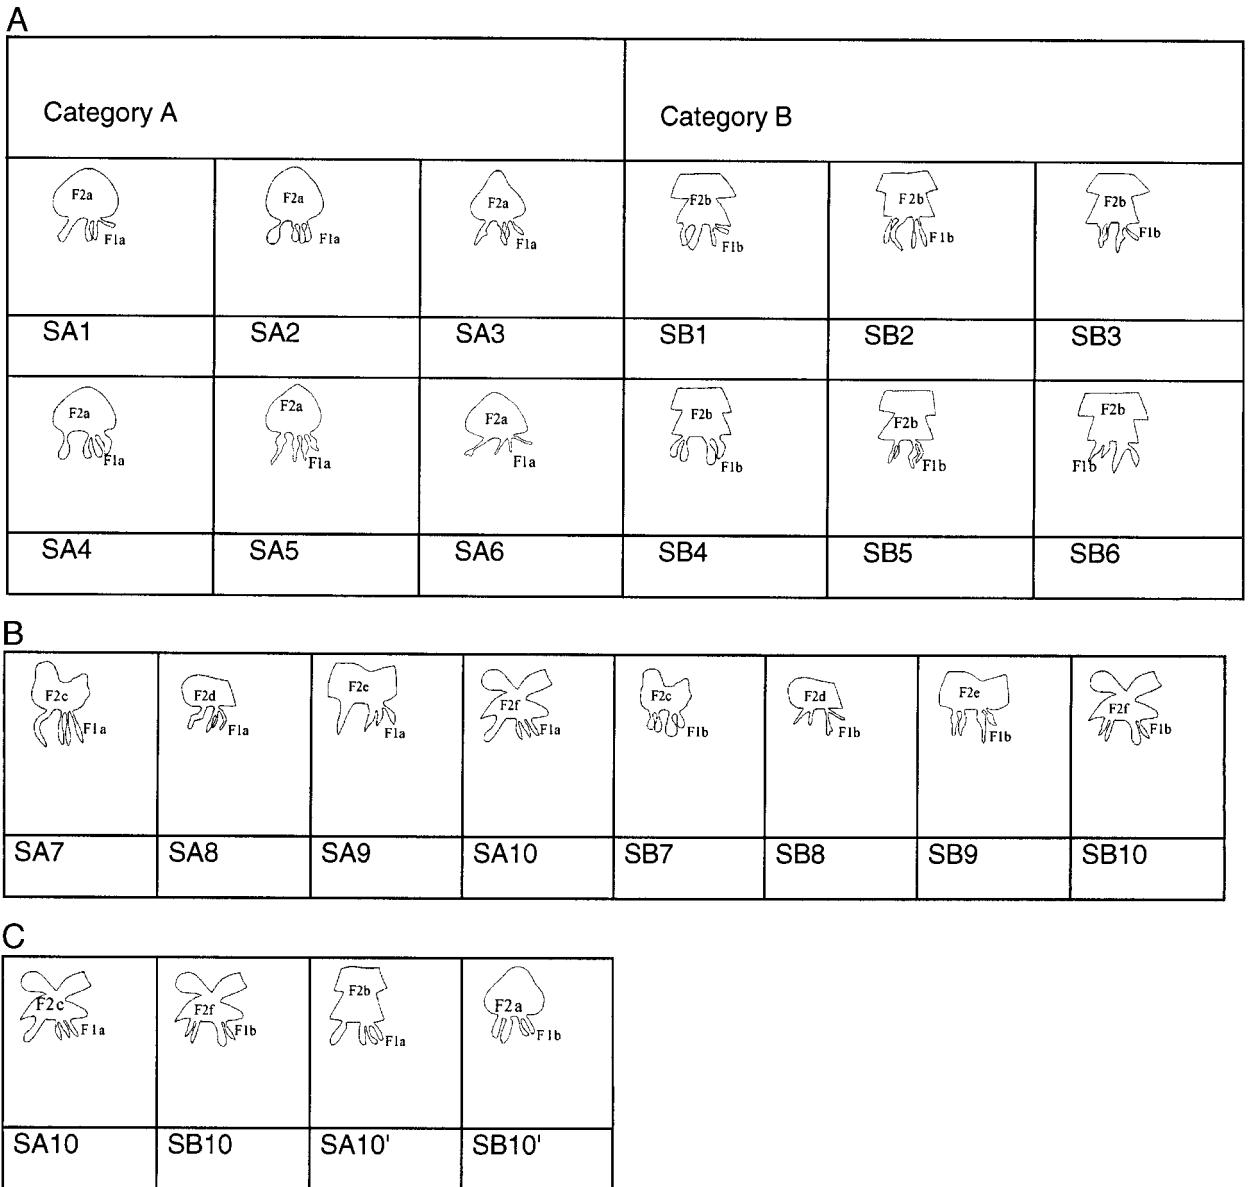 A
Category A Category B
F2a F2a F2a F2b F2b F2b
F1a F1a F1a F1b F1b F1b
SA1 SA2 SA3 SB1 SB2 SB3
F2a F2a F2a F2b F2b F2b
F1a F1a F1a F1b F1b F1b
SA4 SA5 SA6 SB4 SB5 SB6
B
F2c F2d F2e F2f F2c F2d F2e F2f
F1a F1a F1a F1a F1b F1b F1b F1b
SA7 SA8 SA9 SA10 SB7 SB8 SB9 SB10
C
F2c F2f F2b F2a
F1a F1b F1a F1b
SA10 SB10 SA10' SB10'